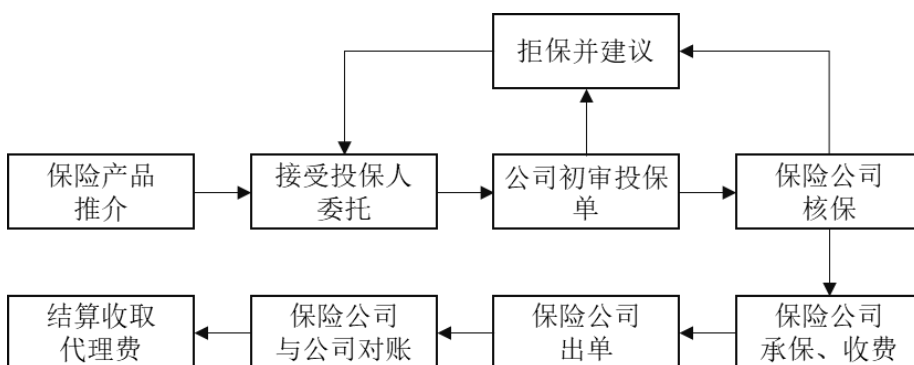 拒保并建议
保险产品
推介
接受投保人
委托
公司初审投保
单
保险公司
核保
结算收取
代理费
保险公司
与公司对账
保险公司
出单
保险公司
承保、收费